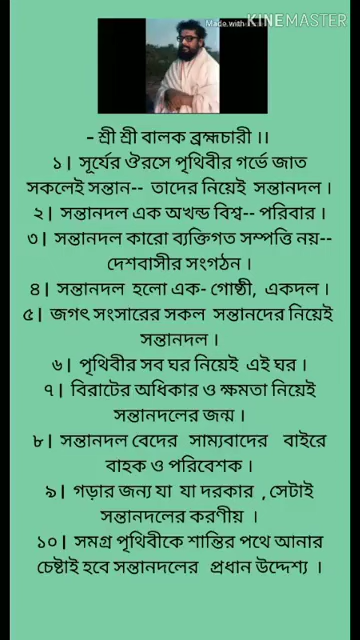 Made with KINEMASTER
– শ্রী শ্রী বালক ব্রহ্মচারী ।।
১। সূর্যের ঔরসে পৃথিবীর গর্ভে জাত
সকলেই সন্তান-- তাদের নিয়েই সন্তানদল ।
২। সন্তানদল এক অখন্ড বিশ্ব-- পরিবার ।
৩। সন্তানদল কারো ব্যক্তিগত সম্পত্তি নয়--
দেশবাসীর সংগঠন ।
৪। সন্তানদল হলো এক- গোষ্ঠী, একদল ।
৫। জগৎ সংসারের সকল সন্তানদের নিয়েই
সন্তানদল ।
৬। পৃথিবীর সব ঘর নিয়েই এই ঘর ।
৭। বিরাটের অধিকার ও ক্ষমতা নিয়েই
সন্তানদলের জন্ম ।
৮। সন্তানদল বেদের সাম্যবাদের বাইরে
বাহক ও পরিবেশক ।
৯। গড়ার জন্য যা যা দরকার , সেটাই
সন্তানদলের করণীয় ।
১০। সমগ্র পৃথিবীকে শান্তির পথে আনার
চেষ্টাই হবে সন্তানদলের প্রধান উদ্দেশ্য ।